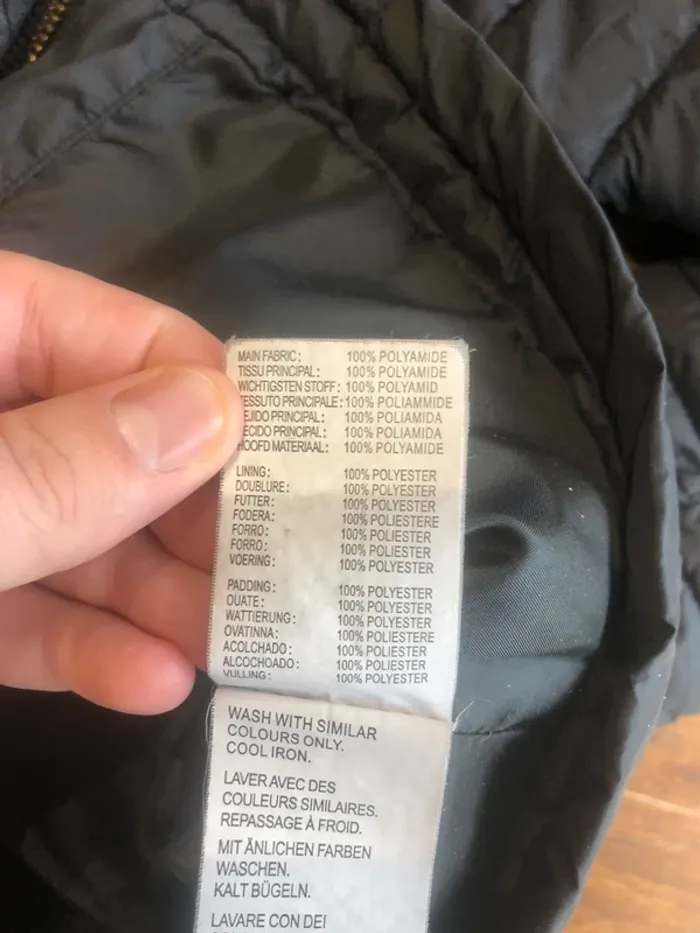 MAIN FABRIC: 100% POLYAMIDE
TISSU PRINCIPAL: 100% POLYAMIDE
WICHTIGSTEN STOFF: 100% POLYAMID
TESSUTO PRINCIPALE: 100% POLIAMMIDE
EJIDO PRINCIPAL: 100% POLIAMIDA
ECIDO PRINCIPAL: 100% POLIAMIDA
HOOFD MATERIAAL: 100% POLYAMIDE
LINING: 100% POLYESTER
DOUBLURE: 100% POLYESTER
FUTTER: 100% POLYESTER
FODERA: 100% POLIESTERE
FORRO: 100% POLIESTER
FORRO: 100% POLIESTER
VOERING: 100% POLYESTER
PADDING: 100% POLYESTER
OUATE: 100% POLYESTER
WATTIERUNG: 100% POLYESTER
OVATINNA: 100% POLIESTERE
ACOLCHADO: 100% POLIESTER
ALCOCHOADO: 100% POLIESTER
VULLING: 100% POLYESTER
WASH WITH SIMILAR
COLOURS ONLY.
COOL IRON.
LAVER AVEC DES
COULEURS SIMILAIRES.
REPASSAGE À FROID.
MIT ÄNLICHEN FARBEN
WASCHEN.
KALT BÜGELN.
LAVARE CON DEI